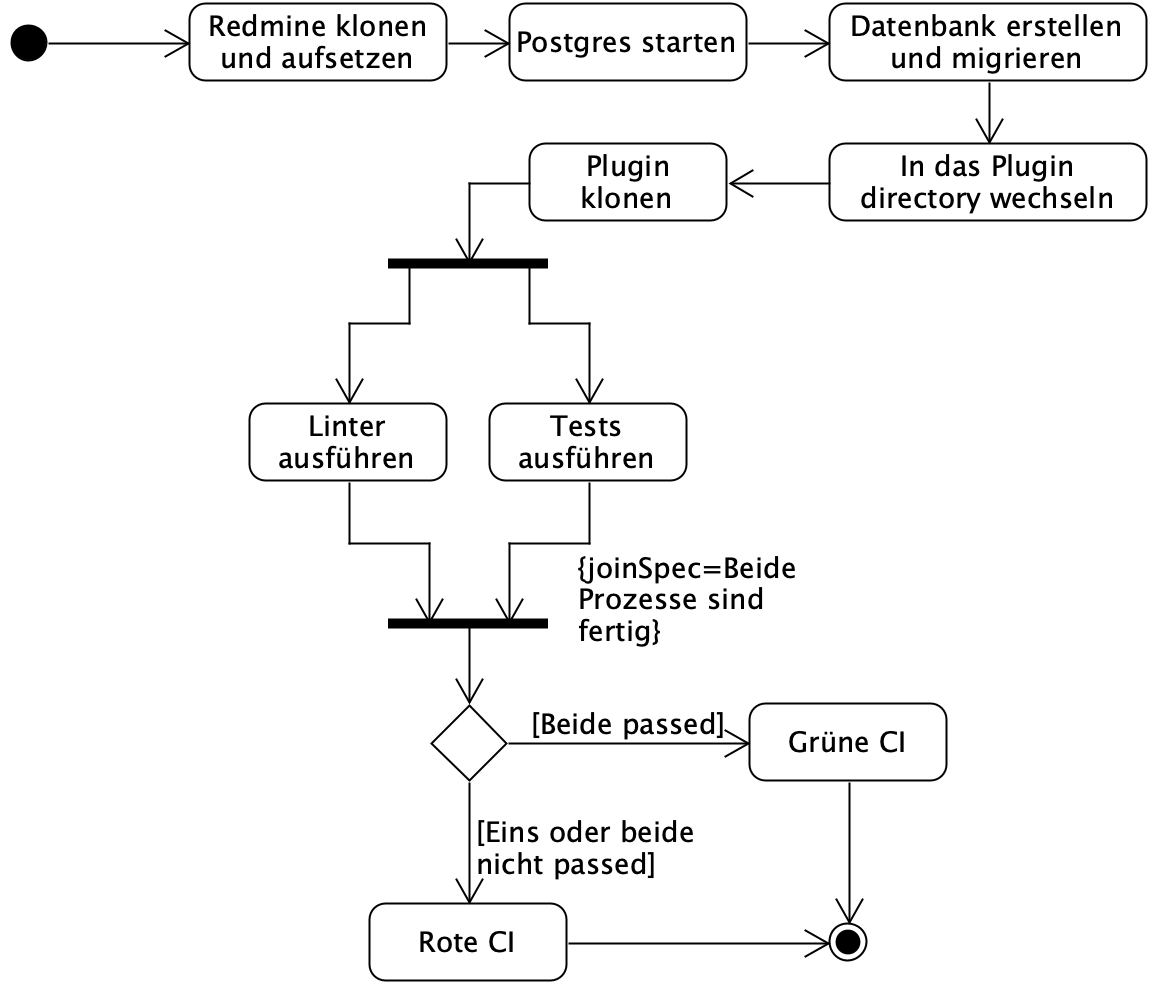 Redmine klonen
und aufsetzen
Postgres starten
Datenbank erstellen
und migrieren
Plugin
klonen
In das Plugin
directory wechseln
Linter
ausführen
Tests
ausführen
{joinSpec=Beide
Prozesse sind
fertig}
[Beide passed]
Grüne CI
[Eins oder beide
nicht passed]
Rote CI